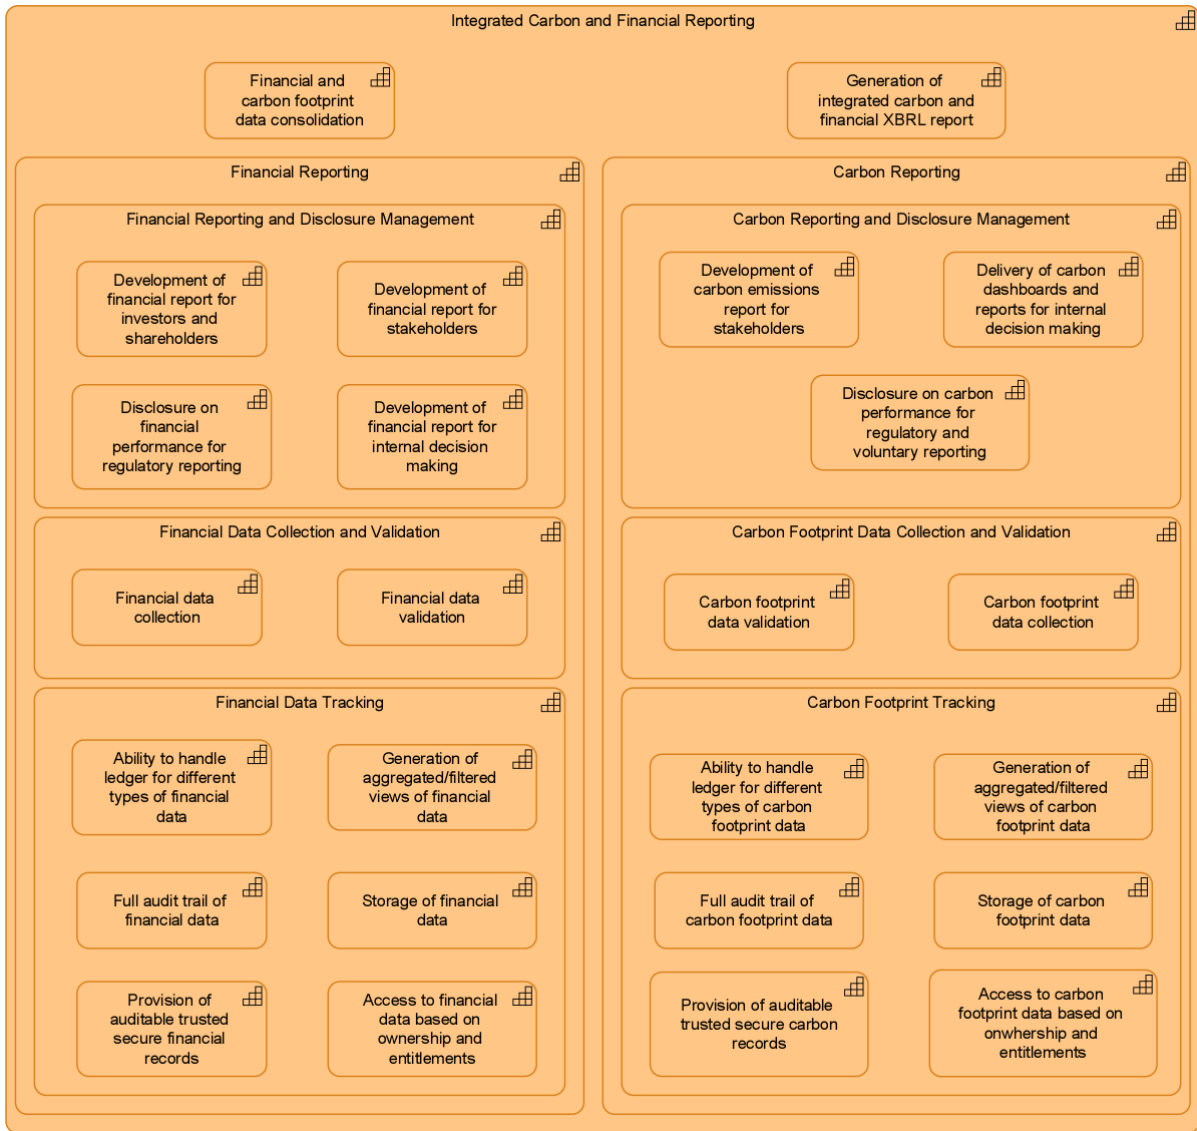 Integrated Carbon and Financial Reporting
Financial and
carbon footprint
data consolidation
Generation of
integrated carbon and
financial XBRL report
Financial Reporting
Financial Reporting and Disclosure Management
Development of
financial report for
investors and
shareholders
Development of
financial report for
stakeholders
Disclosure on
financial
performance for
regulatory reporting
Development of
financial report for
internal decision
making
Financial Data Collection and Validation
Financial data
collection
Financial data
validation
Financial Data Tracking
Ability to handle
ledger for different
types of financial
data
Generation of
aggregated/filtered
views of financial
data
Full audit trail of
financial data
Storage of financial
data
Provision of
auditable trusted
secure financial
records
Access to financial
data based on
ownership and
entitlements
Carbon Reporting
Carbon Reporting and Disclosure Management
Development of
carbon emissions
report for
stakeholders
Delivery of carbon
dashboards and
reports for internal
decision making
Disclosure on carbon
performance for
regulatory and
voluntary reporting
Carbon Footprint Data Collection and Validation
Carbon footprint
data validation
Carbon footprint
data collection
Carbon Footprint Tracking
Ability to handle
ledger for different
types of carbon
footprint data
Generation of
aggregated/filtered
views of carbon
footprint data
Full audit trail of
carbon footprint data
Storage of carbon
footprint data
Provision of auditable
trusted secure carbon
records
Access to carbon
footprint data based on
onwhership and
entitlements